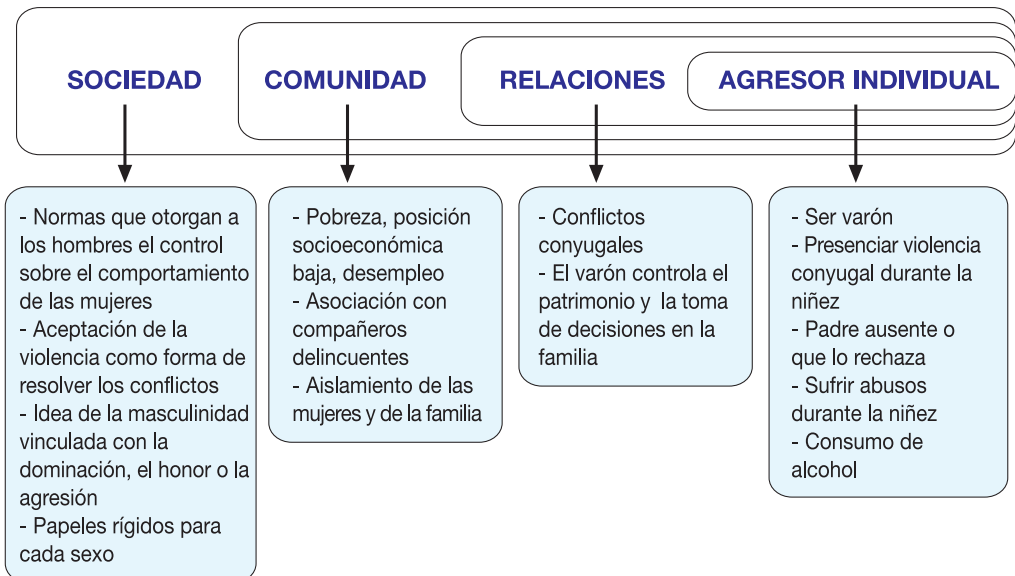 SOCIEDAD
COMUNIDAD
RELACIONES
AGRESOR INDIVIDUAL
- Normas que otorgan a
los hombres el control
sobre el comportamiento
de las mujeres
- Aceptación de la
violencia como forma de
resolver los conflictos
- Idea de la masculinidad
vinculada con la
dominación, el honor o la
agresión
- Papeles rígidos para
cada sexo
- Pobreza, posición
socioeconómica
baja, desempleo
- Asociación con
compañeros
delincuentes
- Aislamiento de las
mujeres y de la familia
- Conflictos
conyugales
- El varón controla el
patrimonio y la toma
de decisiones en la
familia
- Ser varón
- Presenciar violencia
conyugal durante la
niñez
- Padre ausente o
que lo rechaza
- Sufrir abusos
durante la niñez
- Consumo de
alcohol